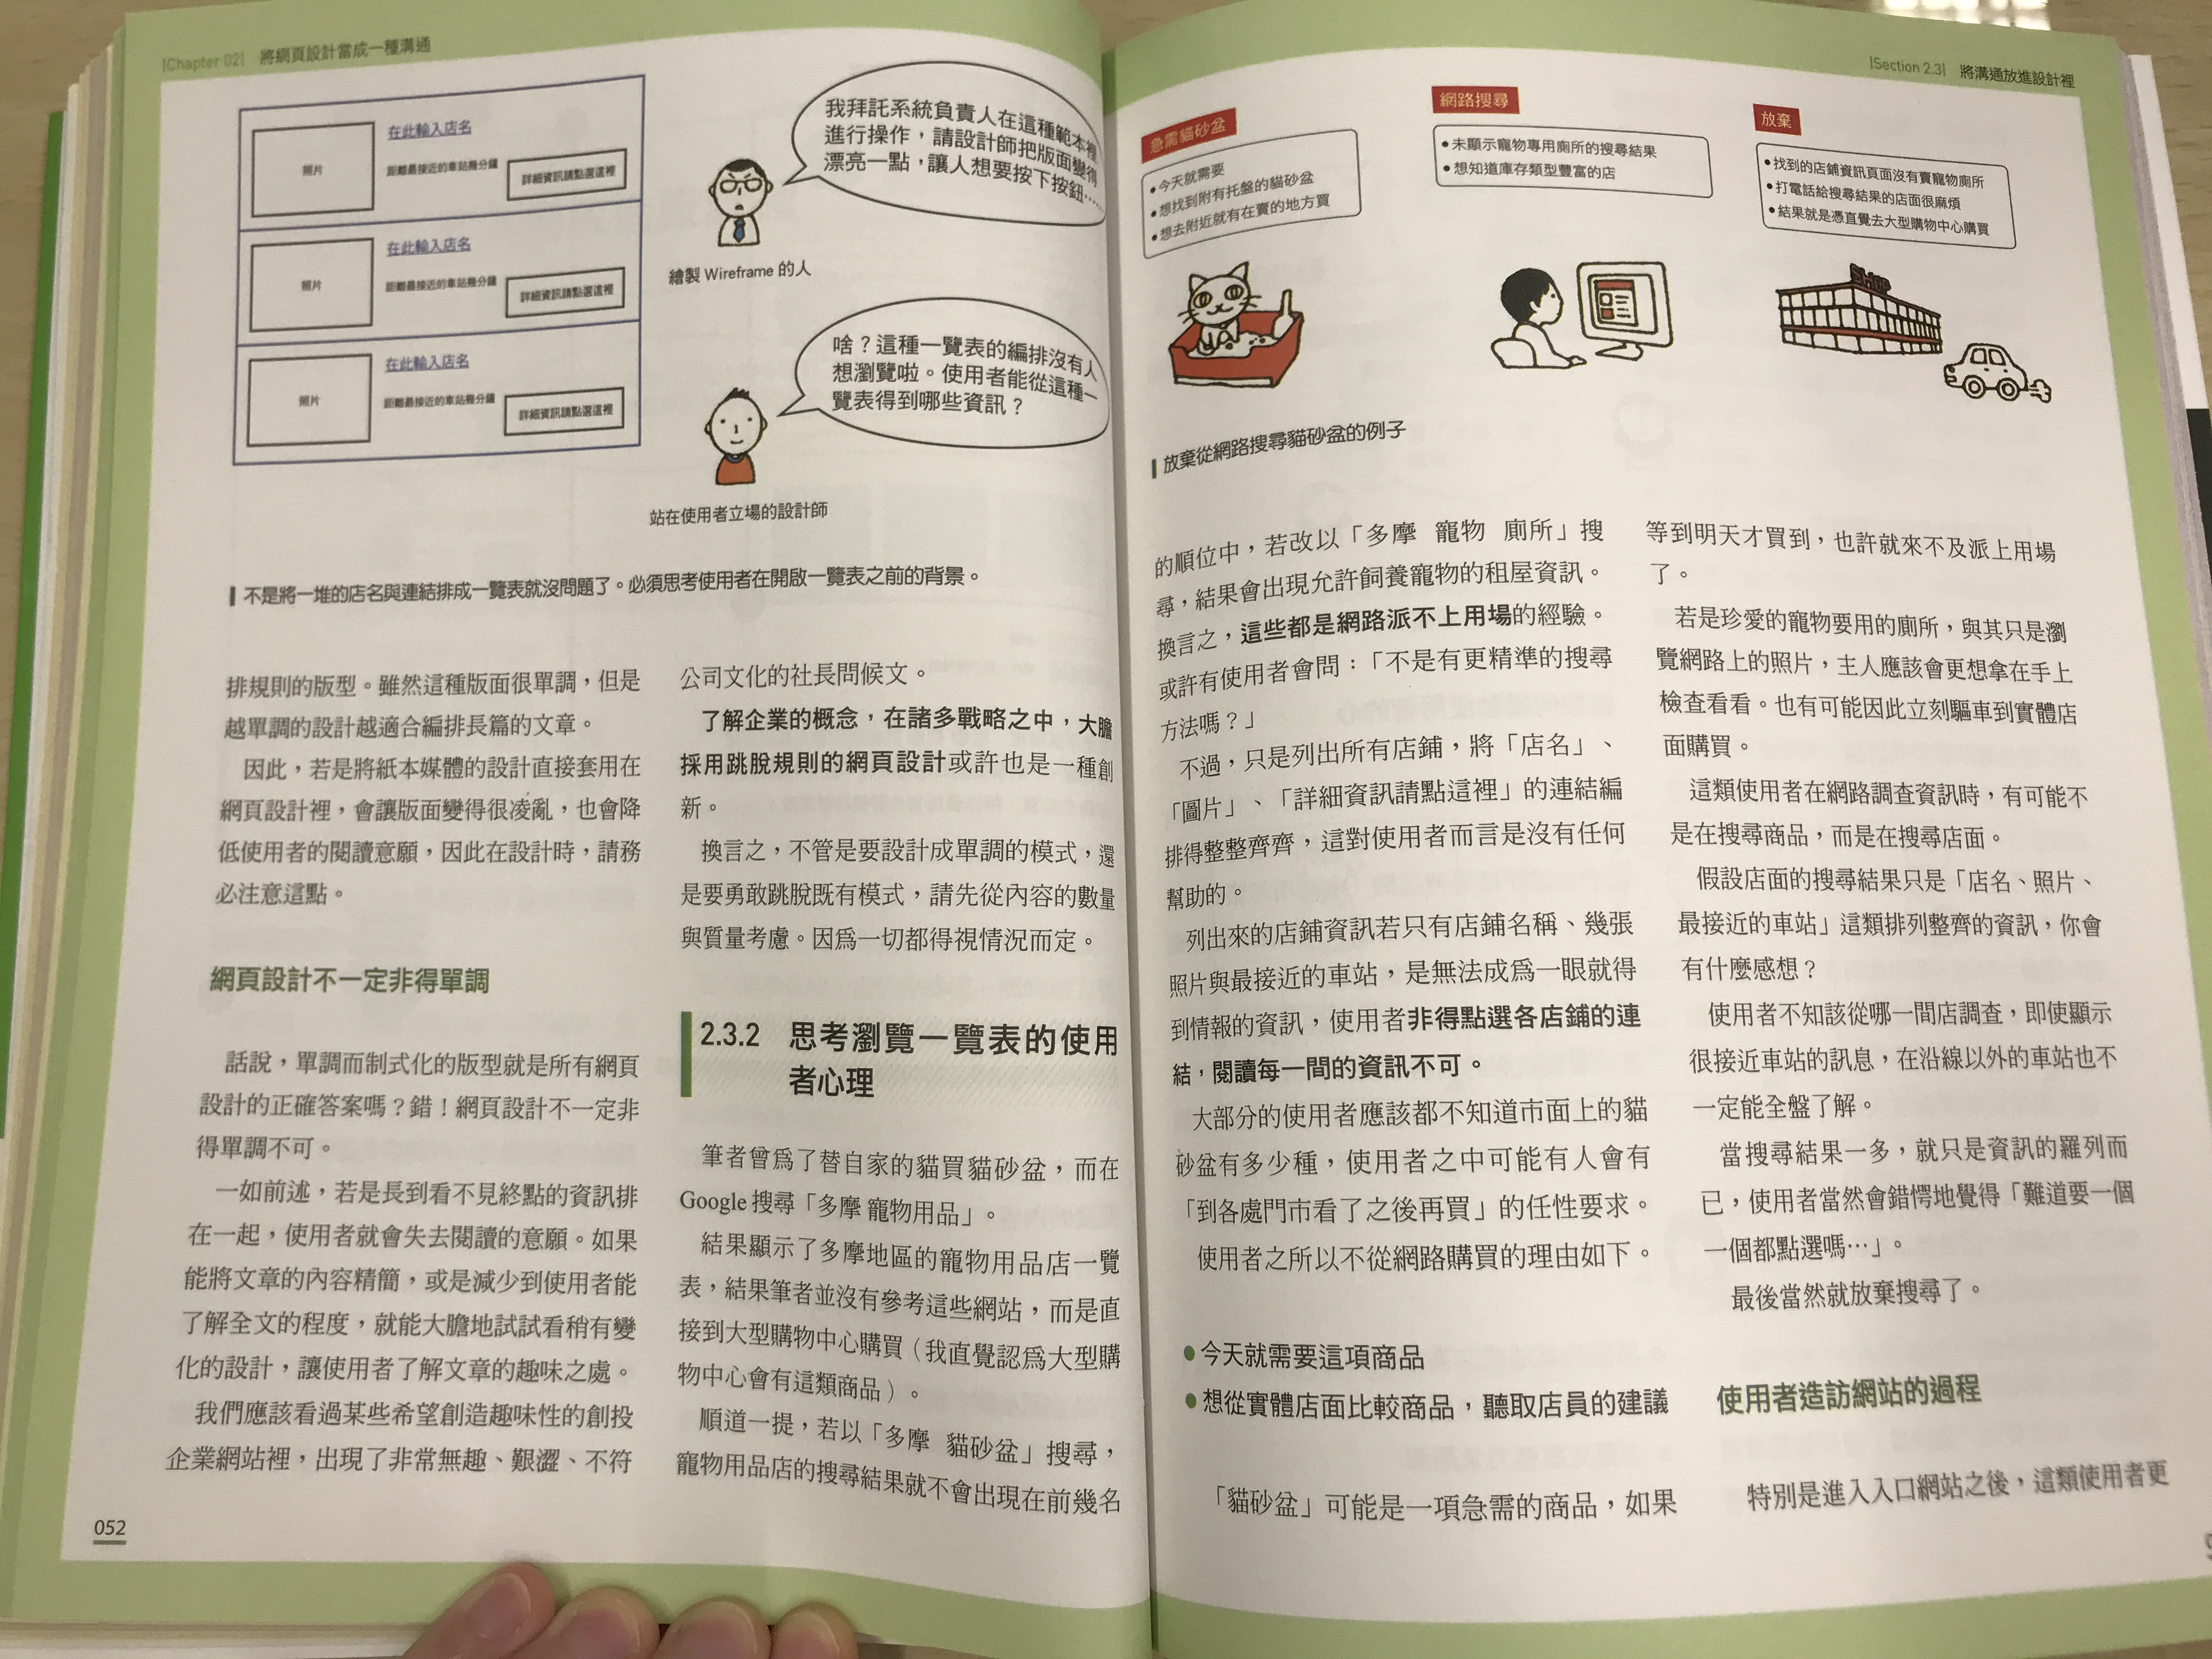 |Chapter 02| 將網頁設計當成一種溝通
照片
在此輸入店名
距離最接近的車站幾分鐘
詳細資訊請點選這裡
照片
在此輸入店名
距離最接近的車站幾分鐘
詳細資訊請點選這裡
照片
在此輸入店名
距離最接近的車站幾分鐘
詳細資訊請點選這裡
我拜託系統負責人在這種範本裡
進行操作，請設計師把版面變得
漂亮一點，讓人想要按下按鈕……
繪製 Wireframe 的人
啥？這種一覽表的編排沒有人
想瀏覽啦。使用者能從這種一
覽表得到哪些資訊？
站在使用者立場的設計師
不是將一堆的店名與連結排成一覽表就沒問題了。必須思考使用者在開啟一覽表之前的背景。
排規則的版型。雖然這種版面很單調，但是
越單調的設計越適合編排長篇的文章。
因此，若是將紙本媒體的設計直接套用在
網頁設計裡，會讓版面變得很凌亂，也會降
低使用者的閱讀意願，因此在設計時，請務
必注意這點。
網頁設計不一定非得單調
話說，單調而制式化的版型就是所有網頁
設計的正確答案嗎？錯！網頁設計不一定非
得單調不可。
一如前述，若是長到看不見終點的資訊排
在一起，使用者就會失去閱讀的意願。如果
能將文章的內容精簡，或是減少到使用者能
了解全文的程度，就能大膽地試試看稍有變
化的設計，讓使用者了解文章的趣味之處。
我們應該看過某些希望創造趣味性的創投
企業網站裡，出現了非常無趣、艱澀、不符
公司文化的社長問候文。
了解企業的概念，在諸多戰略之中，大膽
採用跳脫規則的網頁設計或許也是一種創
新。
換言之，不管是要設計成單調的模式，還
是要勇敢跳脫既有模式，請先從內容的數量
與質量考慮。因為一切都得視情況而定。
2.3.2 思考瀏覽一覽表的使用
者心理
筆者曾為了替自家的貓買貓砂盆，而在
Google 搜尋「多摩 寵物用品」。
結果顯示了多摩地區的寵物用品店一覽
表，結果筆者並沒有參考這些網站，而是直
接到大型購物中心購買（我直覺認為大型購
物中心會有這類商品）。
順道一提，若以「多摩 貓砂盆」搜尋，
寵物用品店的搜尋結果就不會出現在前幾名
052
|Section 2.3| 將溝通放進設計裡
急需貓砂盆
•今天就需要
•想找到附有托盤的貓砂盆
•想去附近就有在賣的地方買
網路搜尋
•未顯示寵物專用廁所的搜尋結果
•想知道庫存類型豐富的店
放棄
•找到的店鋪資訊頁面沒有賣寵物廁所
•打電話給搜尋結果的店面很麻煩
•結果就是憑直覺去大型購物中心購買
Shop
放棄從網路搜尋貓砂盆的例子
的順位中，若改以「多摩 寵物 廁所」搜
尋，結果會出現允許飼養寵物的租屋資訊。
換言之，這些都是網路派不上用場的經驗。
或許有使用者會問：「不是有更精準的搜尋
方法嗎？」
不過，只是列出所有店鋪，將「店名」、
「圖片」、「詳細資訊請點這裡」的連結編
排得整整齊齊，這對使用者而言是沒有任何
幫助的。
列出來的店鋪資訊若只有店鋪名稱、幾張
照片與最接近的車站，是無法成為一眼就得
到情報的資訊，使用者非得點選各店鋪的連
結，閱讀每一間的資訊不可。
大部分的使用者應該都不知道市面上的貓
砂盆有多少種，使用者之中可能有人會有
「到各處門市看了之後再買」的任性要求。
使用者之所以不從網路購買的理由如下。
•今天就需要這項商品
•想從實體店面比較商品，聽取店員的建議
「貓砂盆」可能是一項急需的商品，如果
等到明天才買到，也許就來不及派上用場
了。
若是珍愛的寵物要用的廁所，與其只是瀏
覽網路上的照片，主人應該會更想拿在手上
檢查看看。也有可能因此立刻驅車到實體店
面購買。
這類使用者在網路調查資訊時，有可能不
是在搜尋商品，而是在搜尋店面。
假設店面的搜尋結果只是「店名、照片、
最接近的車站」這類排列整齊的資訊，你會
有什麼感想？
使用者不知該從哪一間店調查，即使顯示
很接近車站的訊息，在沿線以外的車站也不
一定能全盤了解。
當搜尋結果一多，就只是資訊的羅列而
已，使用者當然會錯愕地覺得「難道要一個
一個都點選嗎…」。
最後當然就放棄搜尋了。
使用者造訪網站的過程
特別是進入入口網站之後，這類使用者更